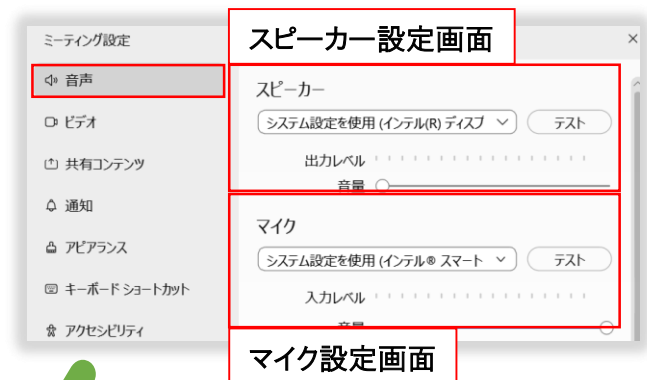 ミーティング設定
スピーカー設定画面
音声
スピーカー
システム設定を使用 (インテル(R) ディスプ
テスト
ビデオ
共有コンテンツ
出力レベル
音量
通知
マイク
アピアランス
システム設定を使用 (インテル® スマート
テスト
キーボード ショートカット
入力レベル
アクセシビリティ
音量
マイク設定画面